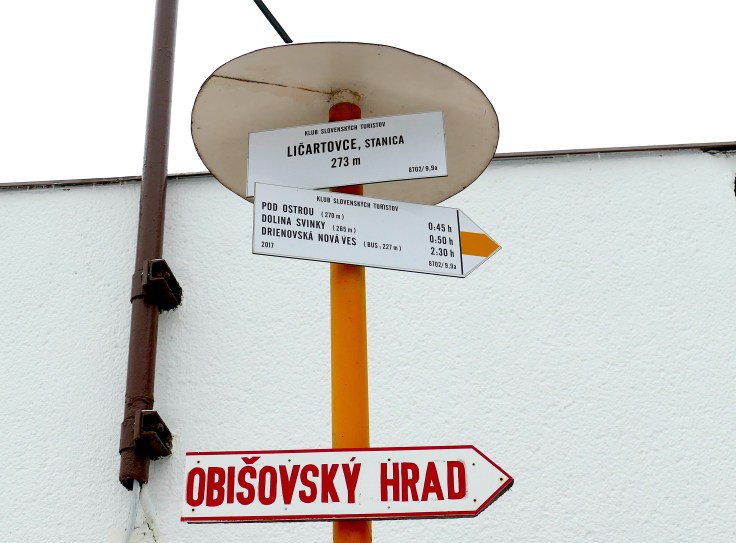 KLUB SLOVENSKÝCH TURISTOV
LIČARTOVCE, STANICA
273 m
8702/9,9a
KLUB SLOVENSKÝCH TURISTOV
POD OSTROU (270 m) 0:45 h
DOLINA SVINKY (265 m) 0:50 h
DRIENOVSKÁ NOVÁ VES (BUS; 227 m) 2:30 h
2017 8702/9,9a
OBIŠOVSKÝ HRAD